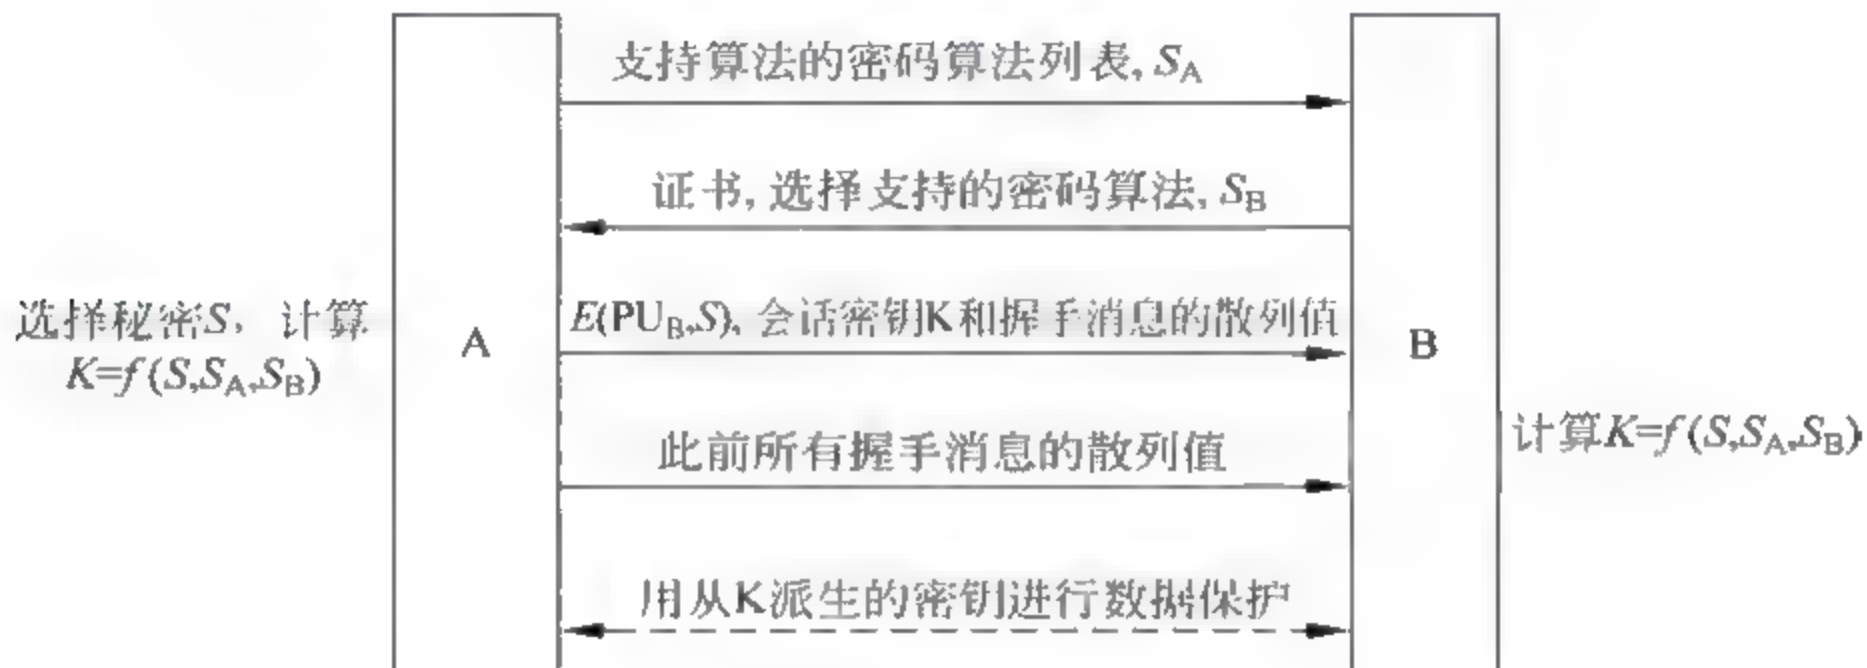 支持算法的密码算法列表, S_A
证书, 选择支持的密码算法, S_B
选择秘密S, 计算
K=f(S,S_A,S_B)
A
E(PU_B,S), 会话密钥K和握手消息的散列值
B
此前所有握手消息的散列值
计算K=f(S,S_A,S_B)
用从K派生的密钥进行数据保护